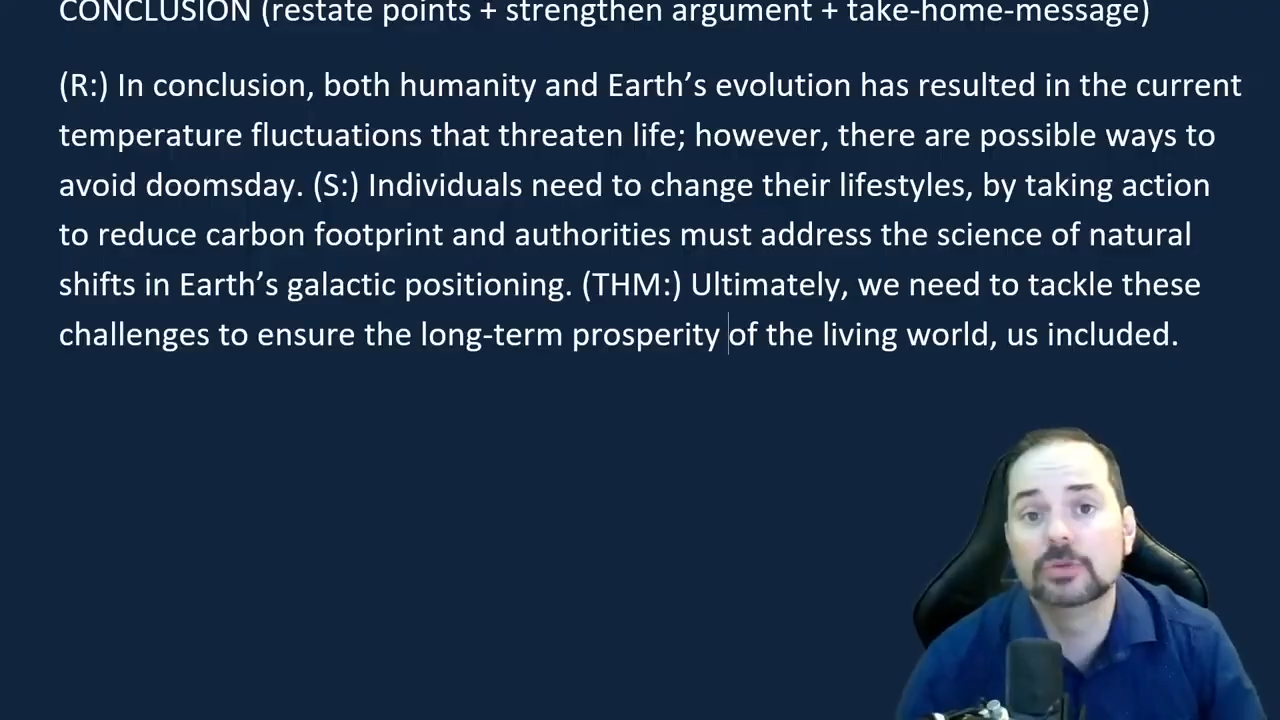 CONCLUSION (restate points + strengthen argument + take-home-message)
(R:) In conclusion, both humanity and Earth’s evolution has resulted in the current
temperature fluctuations that threaten life; however, there are possible ways to
avoid doomsday. (S:) Individuals need to change their lifestyles, by taking action
to reduce carbon footprint and authorities must address the science of natural
shifts in Earth’s galactic positioning. (THM:) Ultimately, we need to tackle these
challenges to ensure the long-term prosperity of the living world, us included.